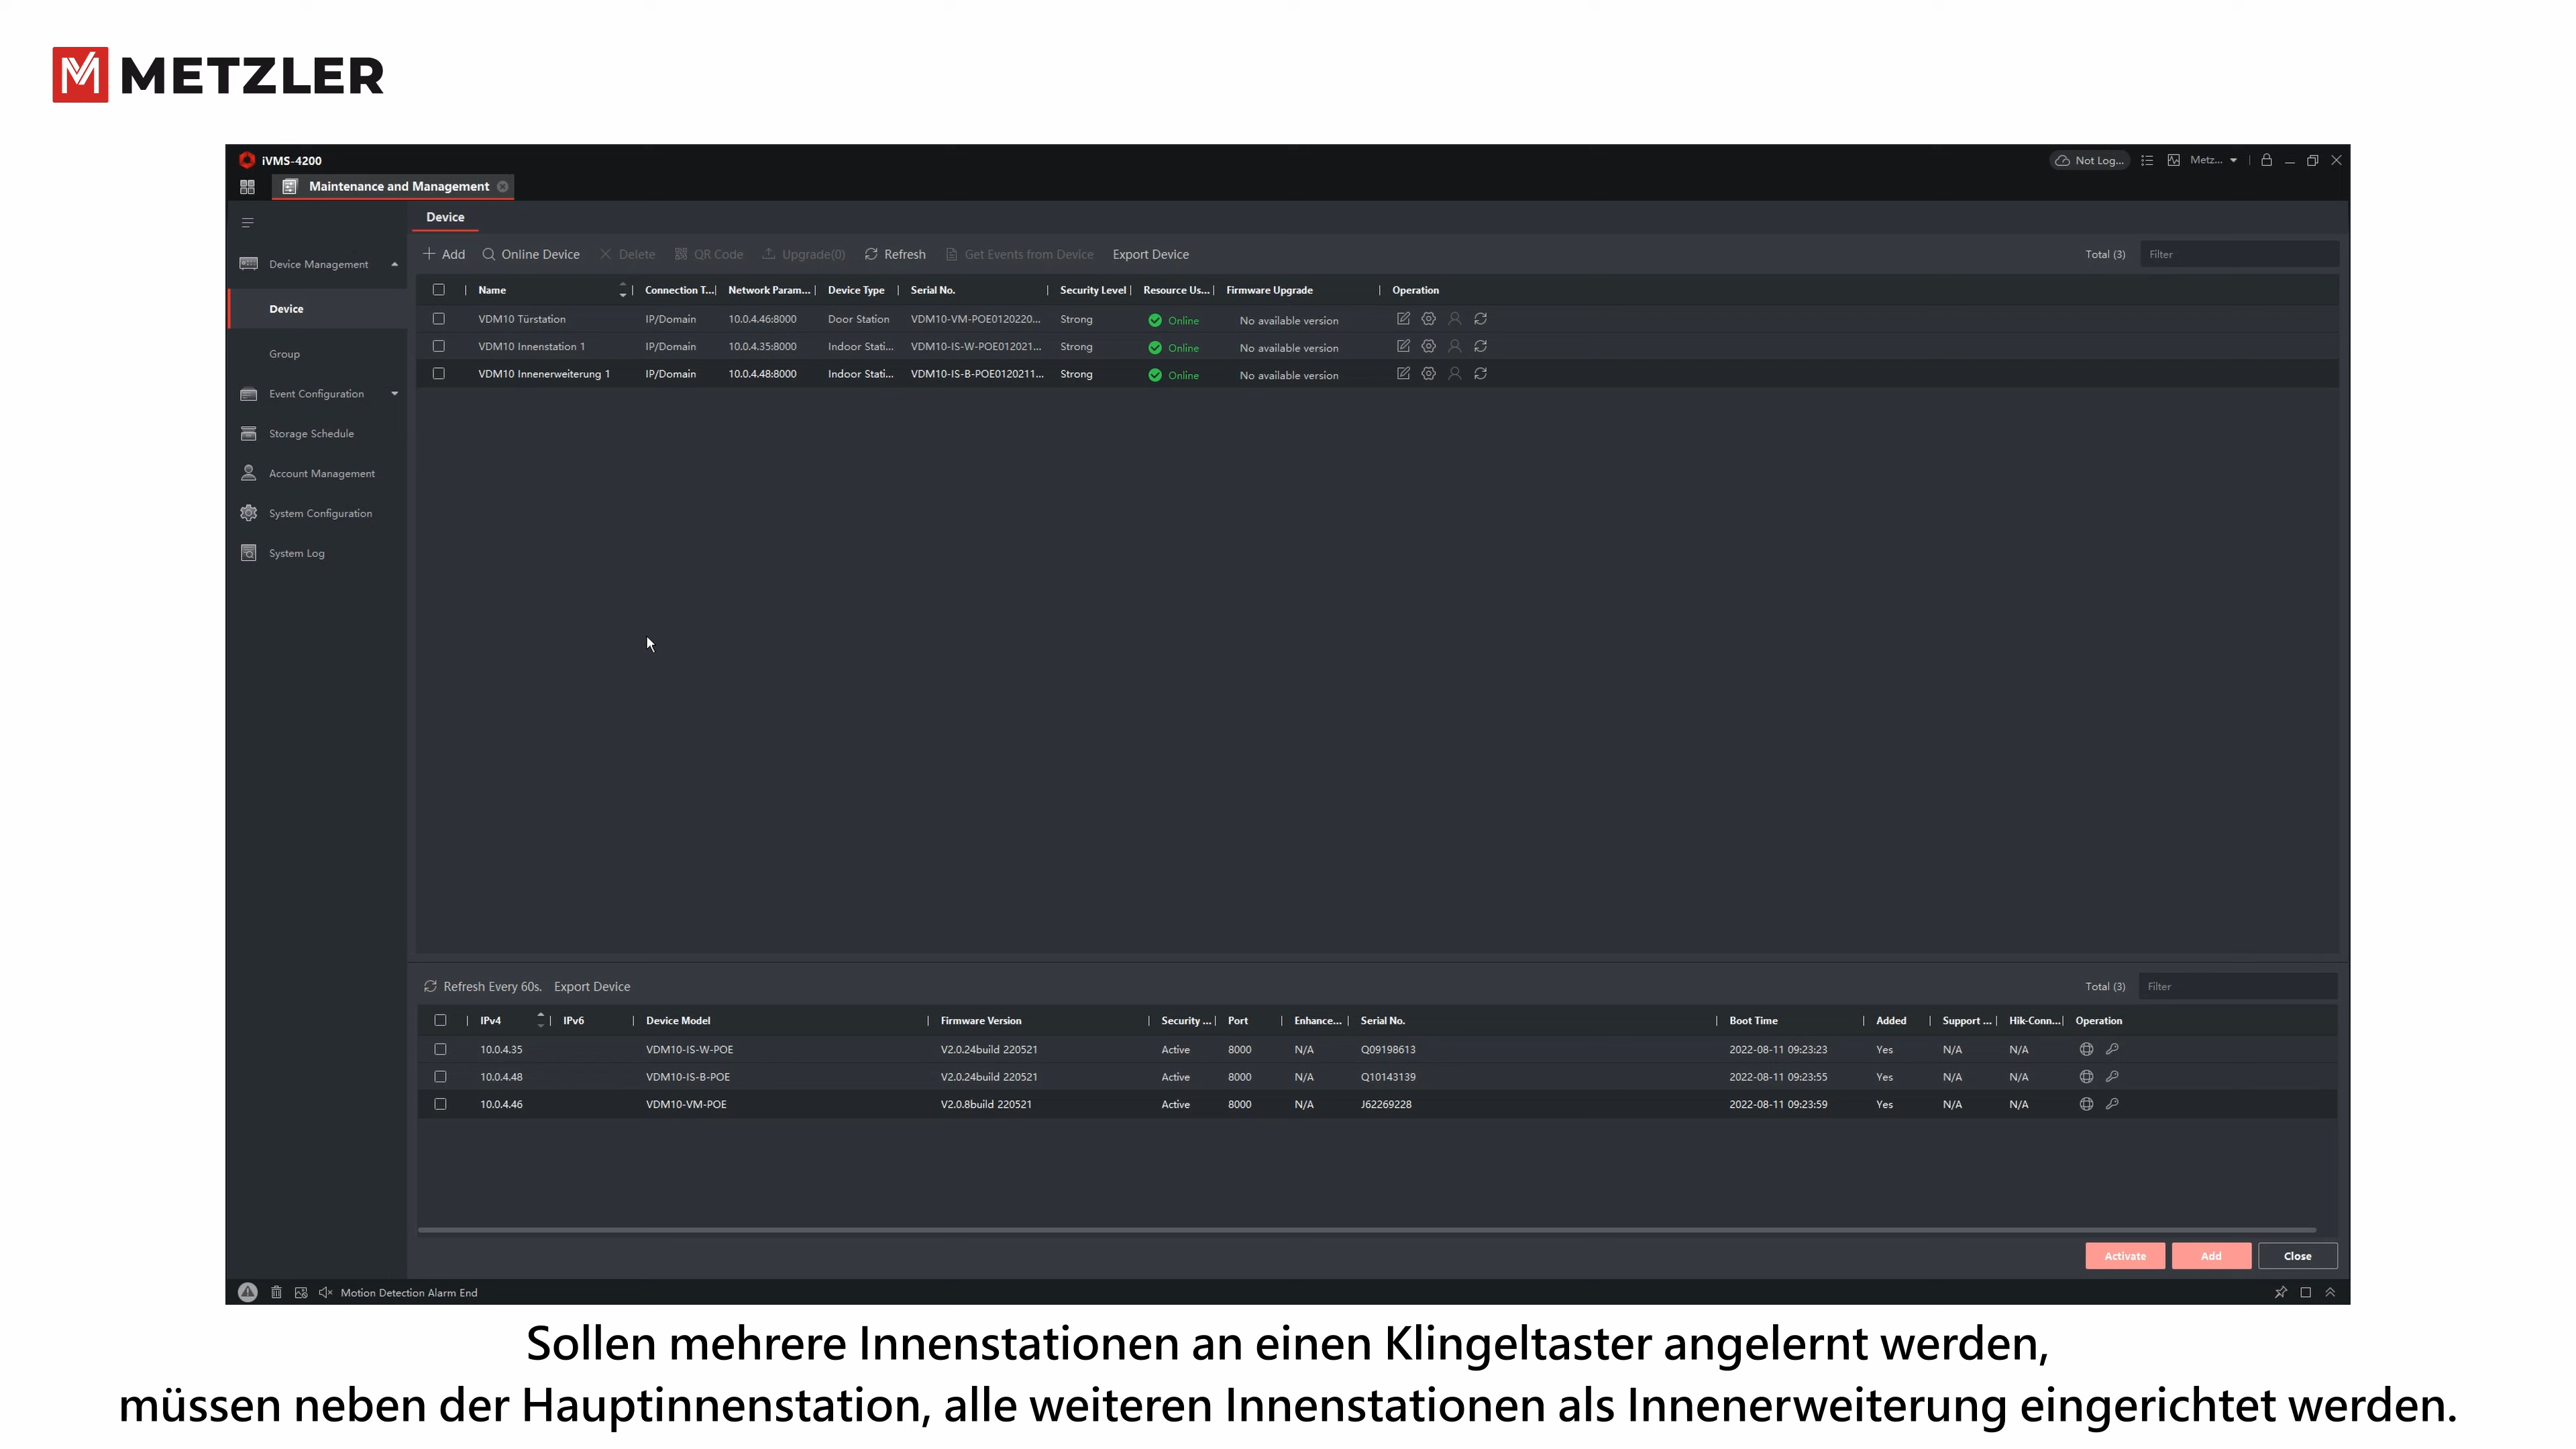 METZLER
iVMS-4200
Not Log...
Metz...
Maintenance and Management
Device
Add
Online Device
Delete
QR Code
Upgrade(0)
Refresh
Get Events from Device
Export Device
Total (3)
Filter
Device Management
Device
Group
Event Configuration
Storage Schedule
Account Management
System Configuration
System Log
Name Connection T... Network Param... Device Type Serial No. Security Level Resource Us... Firmware Upgrade Operation
VDM10 Türstation IP/Domain 10.0.4.46:8000 Door Station VDM10-VM-POE0120220... Strong Online No available version
VDM10 Innenstation 1 IP/Domain 10.0.4.35:8000 Indoor Stati... VDM10-IS-W-POE012021... Strong Online No available version
VDM10 Innenerweiterung 1 IP/Domain 10.0.4.48:8000 Indoor Stati... VDM10-IS-B-POE0120211... Strong Online No available version
Refresh Every 60s.
Export Device
Total (3)
Filter
IPv4 IPv6 Device Model Firmware Version Security ... Port Enhance... Serial No. Boot Time Added Support ... Hik-Conn... Operation
10.0.4.35 VDM10-IS-W-POE V2.0.24build 220521 Active 8000 N/A Q09198613 2022-08-11 09:23:23 Yes N/A N/A
10.0.4.48 VDM10-IS-B-POE V2.0.24build 220521 Active 8000 N/A Q10143139 2022-08-11 09:23:55 Yes N/A N/A
10.0.4.46 VDM10-VM-POE V2.0.8build 220521 Active 8000 N/A J62269228 2022-08-11 09:23:59 Yes N/A N/A
Activate
Add
Close
Motion Detection Alarm End
Sollen mehrere Innenstationen an einen Klingeltaster angelernt werden,
müssen neben der Hauptinnenstation, alle weiteren Innenstationen als Innenerweiterung eingerichtet werden.